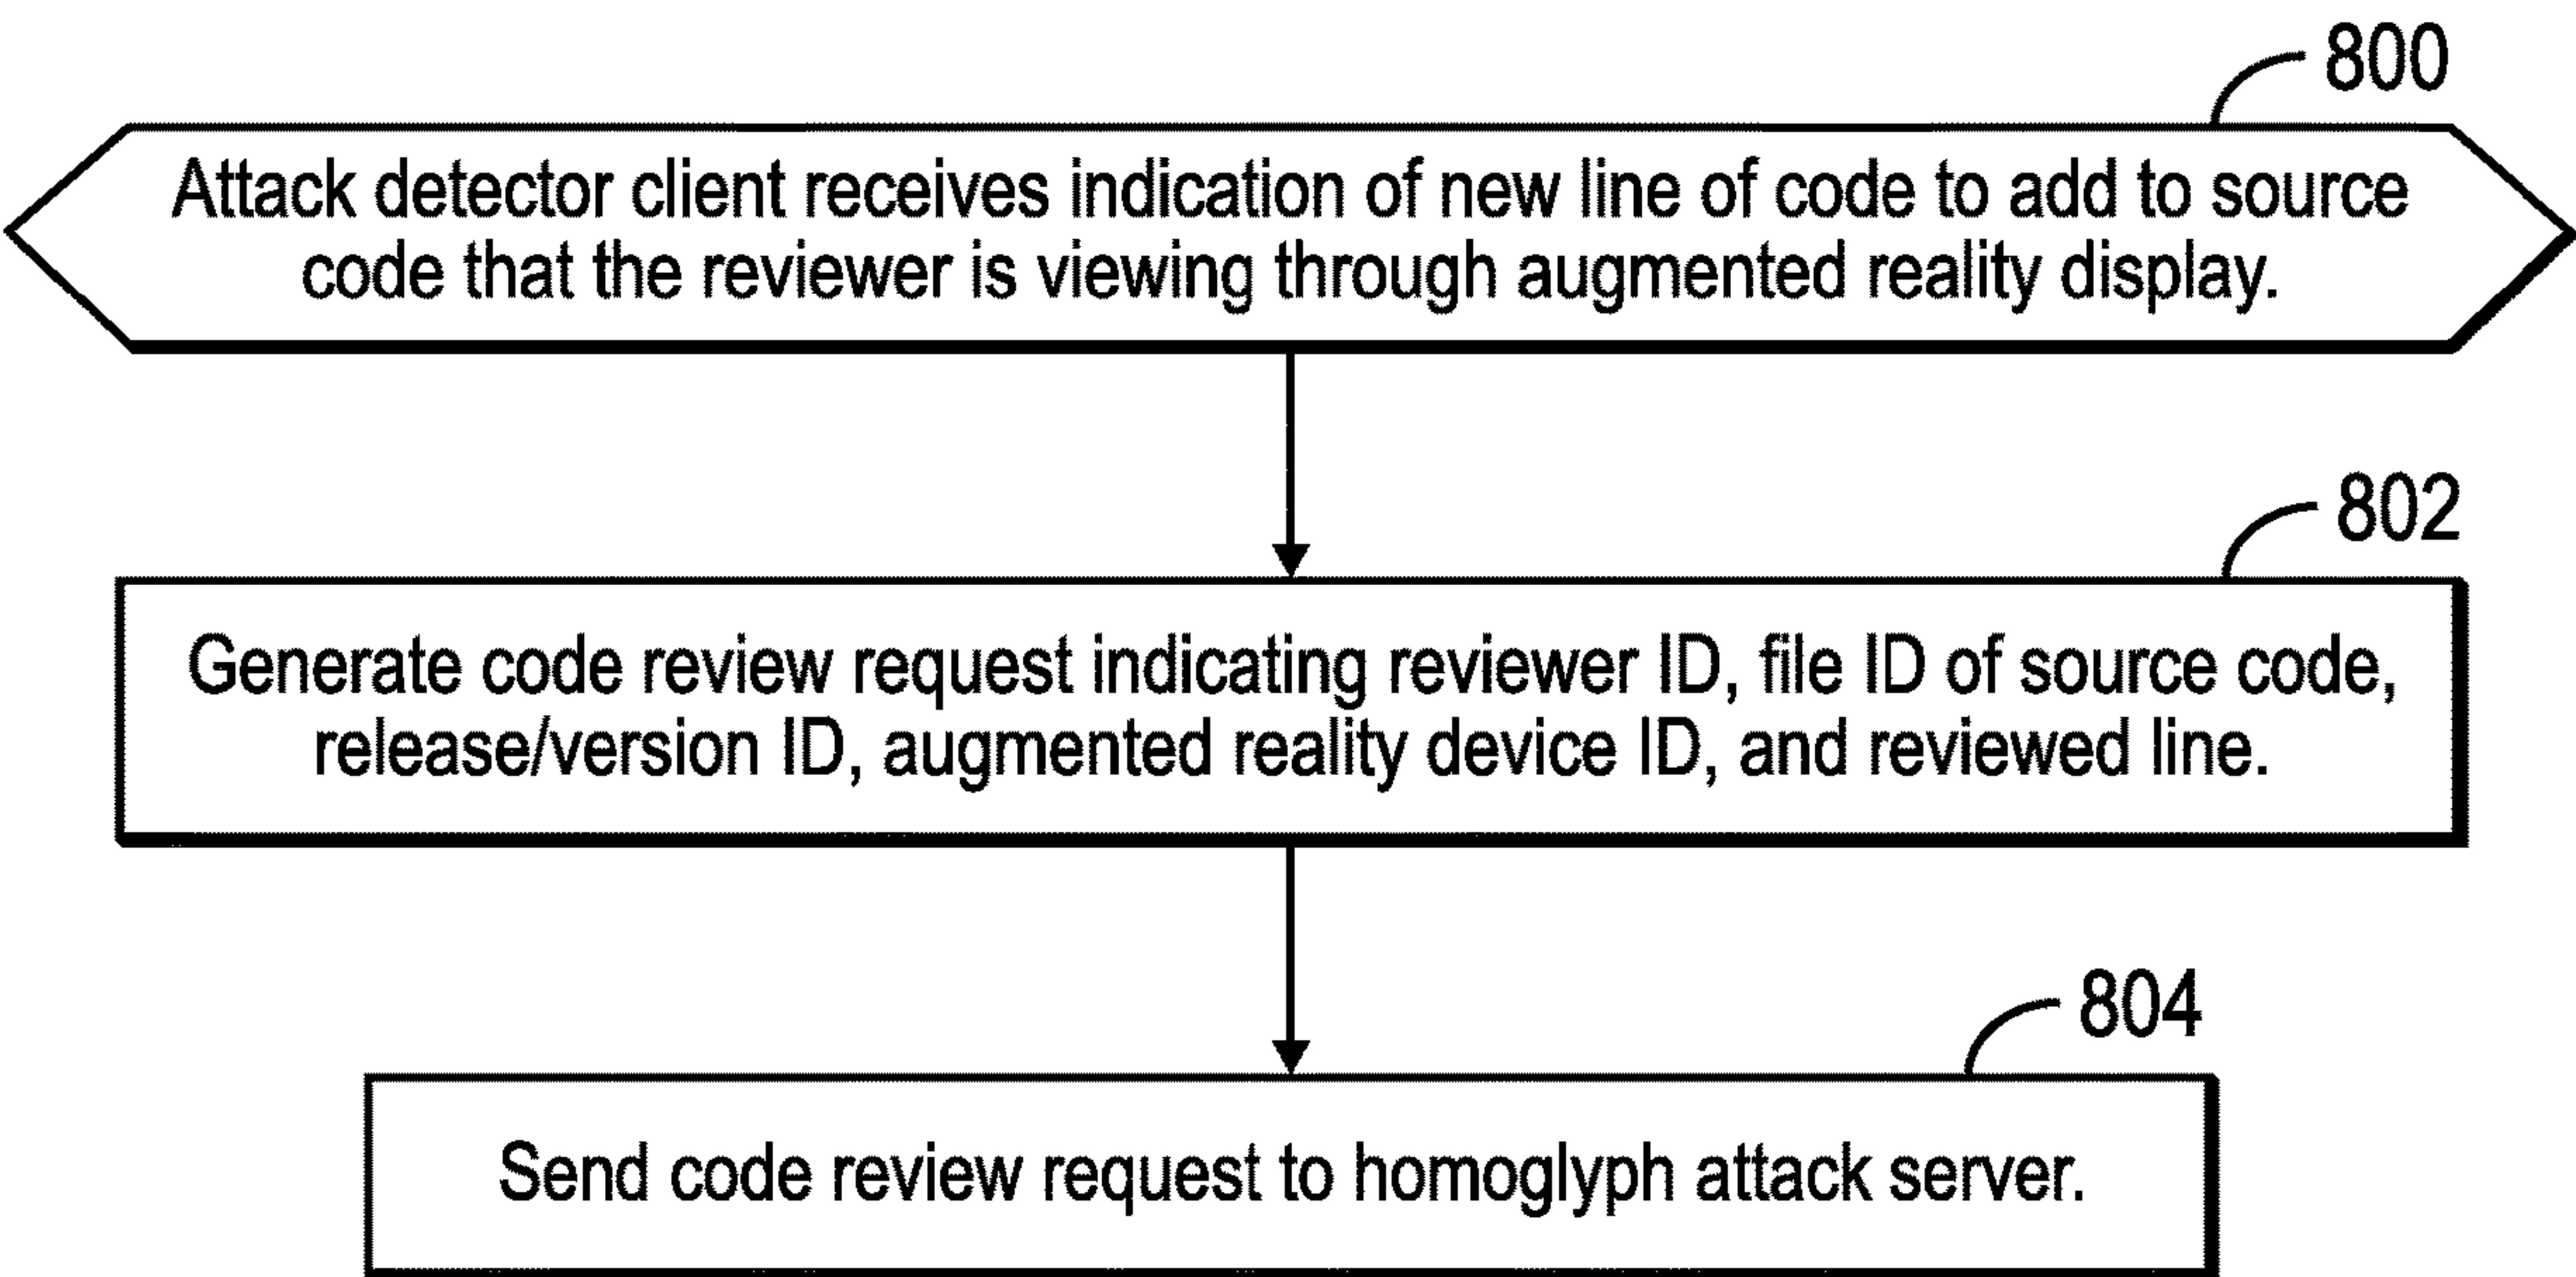 800
Attack detector client receives indication of new line of code to add to source
code that the reviewer is viewing through augmented reality display.
802
Generate code review request indicating reviewer ID, file ID of source code,
release/version ID, augmented reality device ID, and reviewed line.
804
Send code review request to homoglyph attack server.